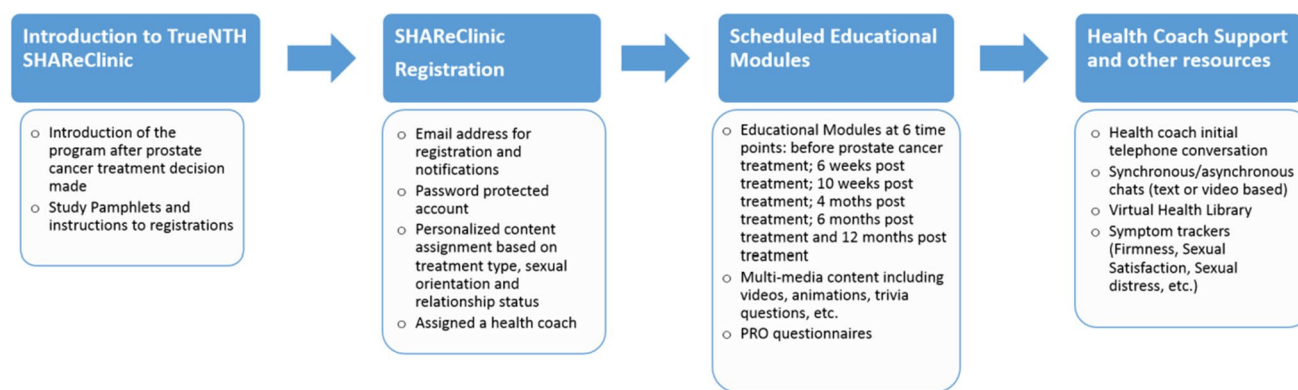 Introduction to TrueNTH
SHAReClinic
○ Introduction of the
program after prostate
cancer treatment decision
made
○ Study Pamphlets and
instructions to registrations
SHAReClinic
Registration
○ Email address for
registration and
notifications
○ Password protected
account
○ Personalized content
assignment based on
treatment type, sexual
orientation and
relationship status
○ Assigned a health coach
Scheduled Educational
Modules
○ Educational Modules at 6 time
points: before prostate cancer
treatment; 6 weeks post
treatment; 10 weeks post
treatment; 4 moths post
treatment; 6 months post
treatment and 12 months post
treatment
○ Multi-media content including
videos, animations, trivia
questions, etc.
○ PRO questionnaires
Health Coach Support
and other resources
○ Health coach initial
telephone conversation
○ Synchronous/asynchronous
chats (text or video based)
○ Virtual Health Library
○ Symptom trackers
(Firmness, Sexual
Satisfaction, Sexual
distress, etc.)